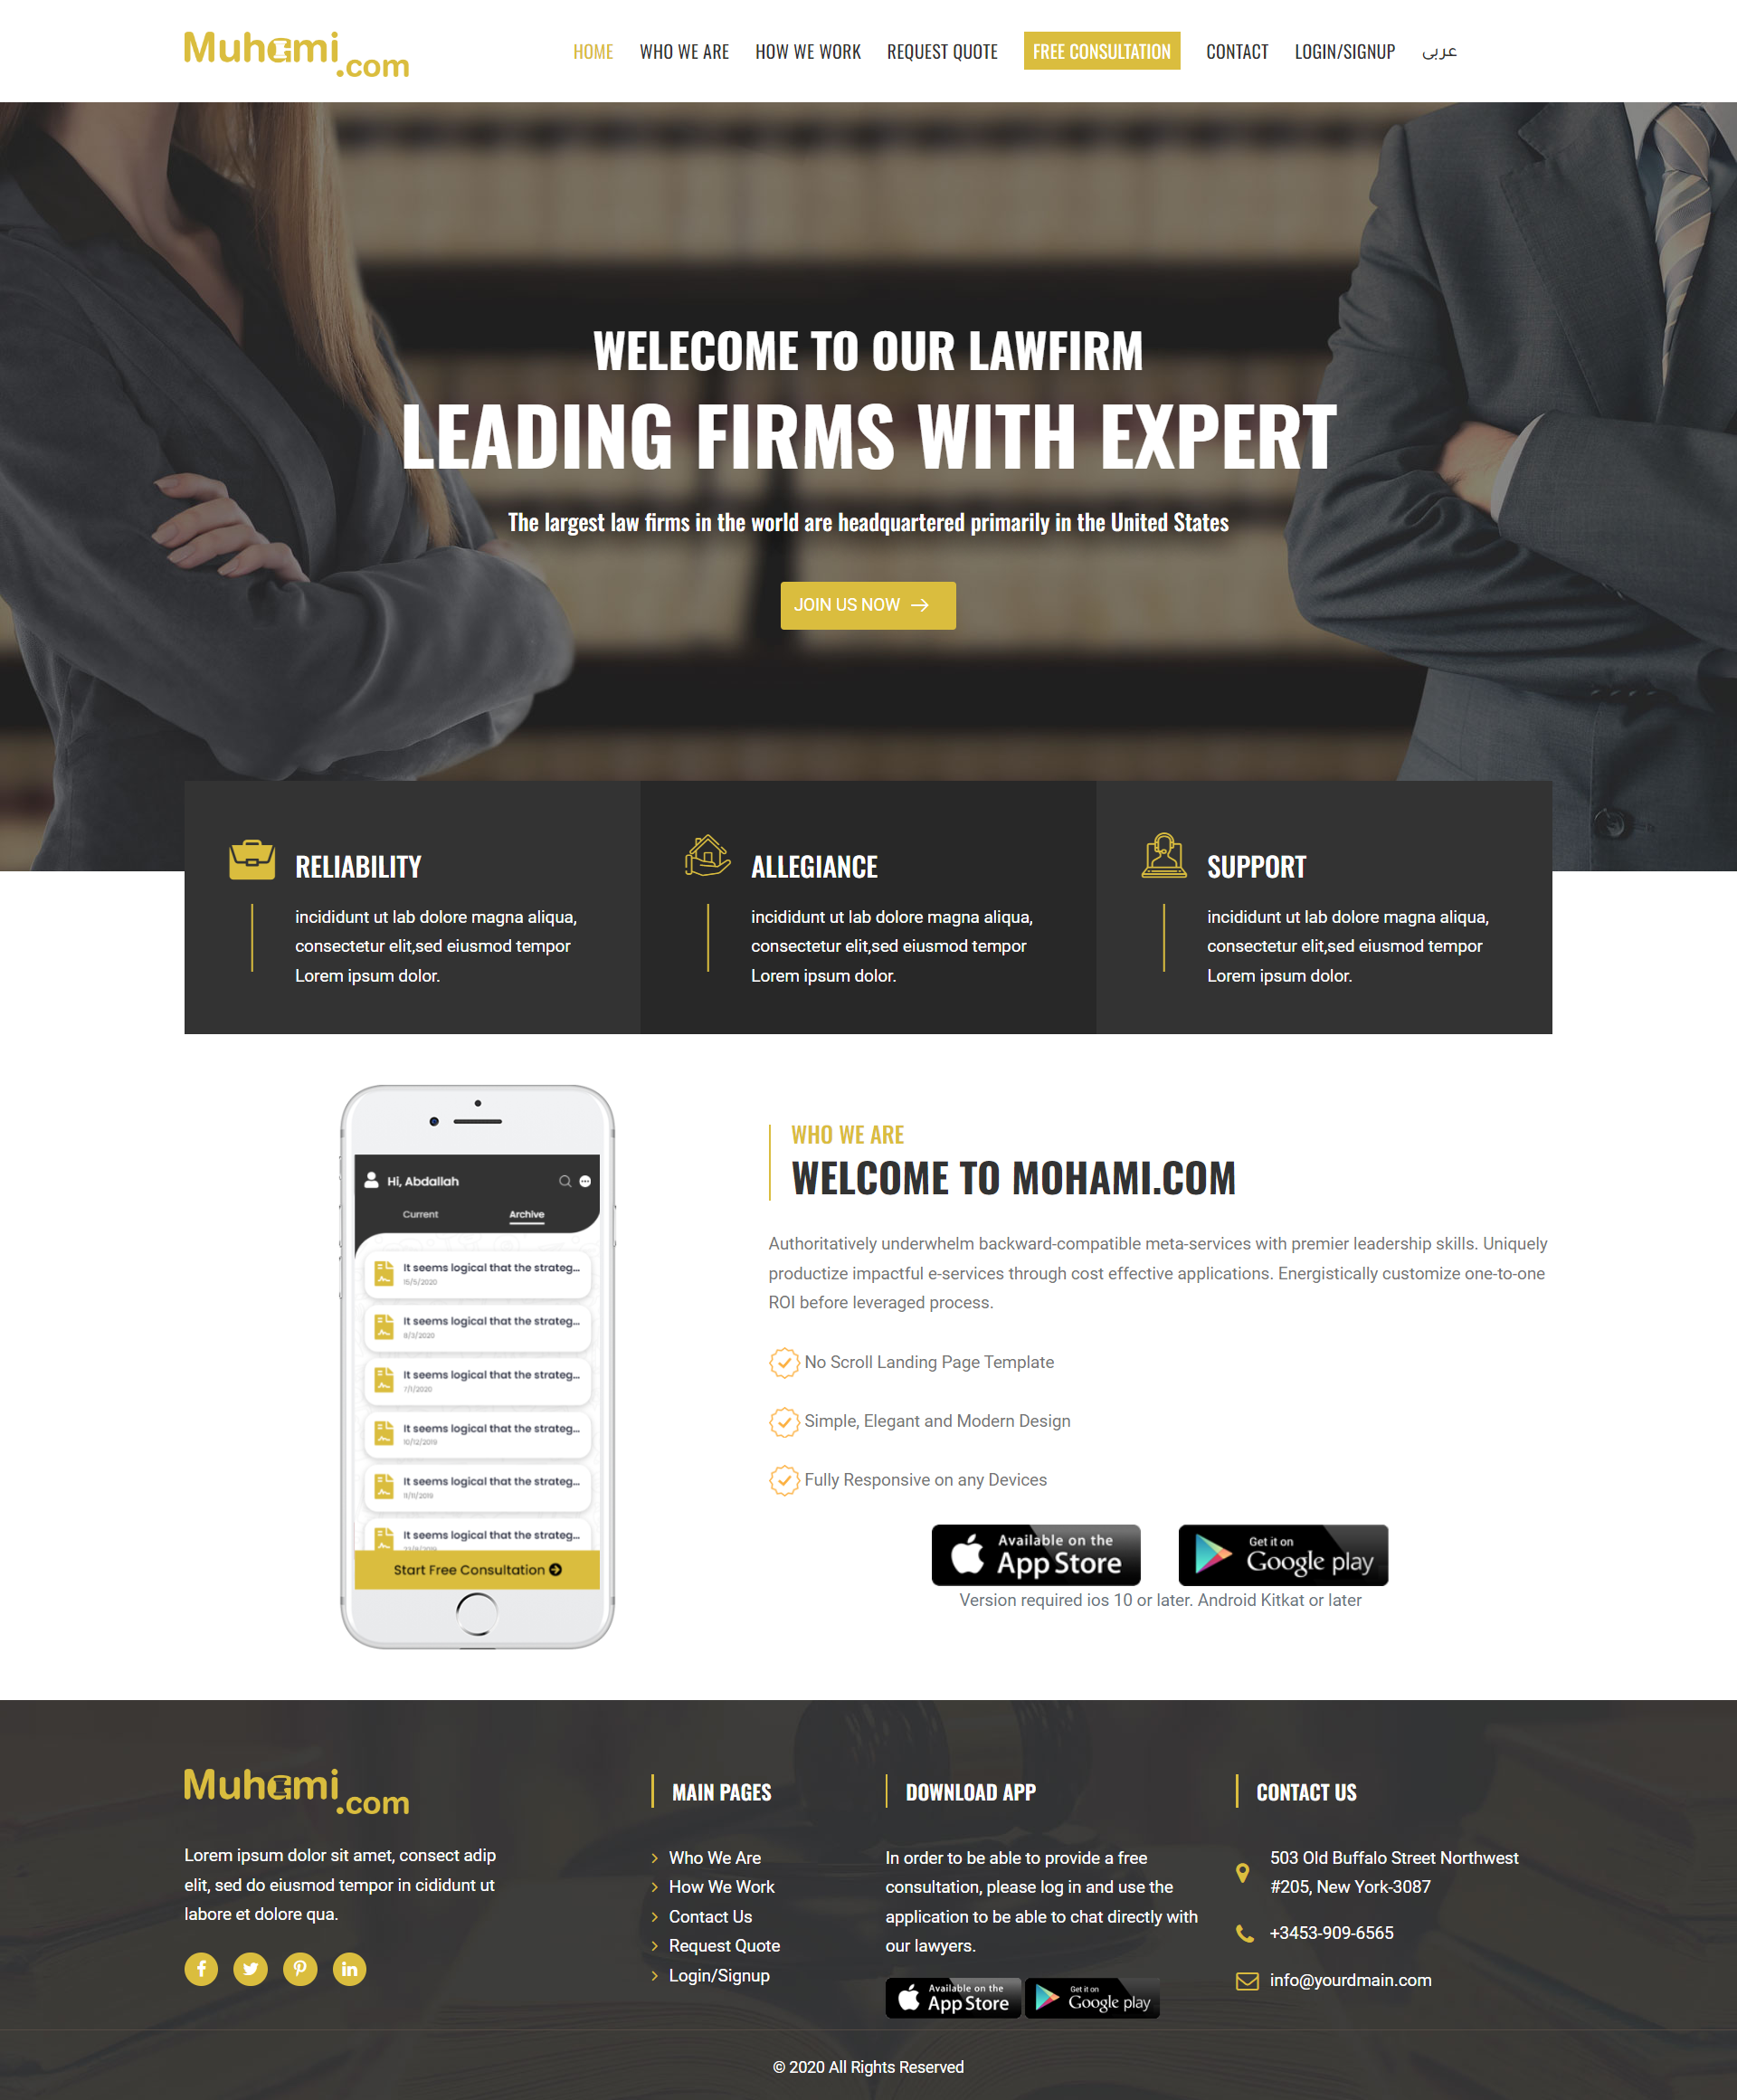 Muhami.com
HOME WHO WE ARE HOW WE WORK REQUEST QUOTE FREE CONSULTATION CONTACT LOGIN/SIGNUP عربى
WELECOME TO OUR LAWFIRM
LEADING FIRMS WITH EXPERT
The largest law firms in the world are headquartered primarily in the United States
JOIN US NOW
RELIABILITY
incididunt ut lab dolore magna aliqua,
consectetur elit,sed eiusmod tempor
Lorem ipsum dolor.
ALLEGIANCE
incididunt ut lab dolore magna aliqua,
consectetur elit,sed eiusmod tempor
Lorem ipsum dolor.
SUPPORT
incididunt ut lab dolore magna aliqua,
consectetur elit,sed eiusmod tempor
Lorem ipsum dolor.
Hi, Abdallah
Current Archive
It seems logical that the strateg...
15/5/2020
It seems logical that the strateg...
8/3/2020
It seems logical that the strateg...
7/1/2020
It seems logical that the strateg...
10/12/2019
It seems logical that the strateg...
11/11/2019
It seems logical that the strateg...
Start Free Consultation
WHO WE ARE
WELCOME TO MOHAMI.COM
Authoritatively underwhelm backward-compatible meta-services with premier leadership skills. Uniquely
productize impactful e-services through cost effective applications. Energistically customize one-to-one
ROI before leveraged process.
No Scroll Landing Page Template
Simple, Elegant and Modern Design
Fully Responsive on any Devices
Available on the
App Store
Get it on
Google play
Version required ios 10 or later. Android Kitkat or later
Muhami.com
Lorem ipsum dolor sit amet, consect adip
elit, sed do eiusmod tempor in cididunt ut
labore et dolore qua.
MAIN PAGES
Who We Are
How We Work
Contact Us
Request Quote
Login/Signup
DOWNLOAD APP
In order to be able to provide a free
consultation, please log in and use the
application to be able to chat directly with
our lawyers.
Available on the
App Store
Get it on
Google play
CONTACT US
503 Old Buffalo Street Northwest
#205, New York-3087
+3453-909-6565
info@yourdmain.com
© 2020 All Rights Reserved